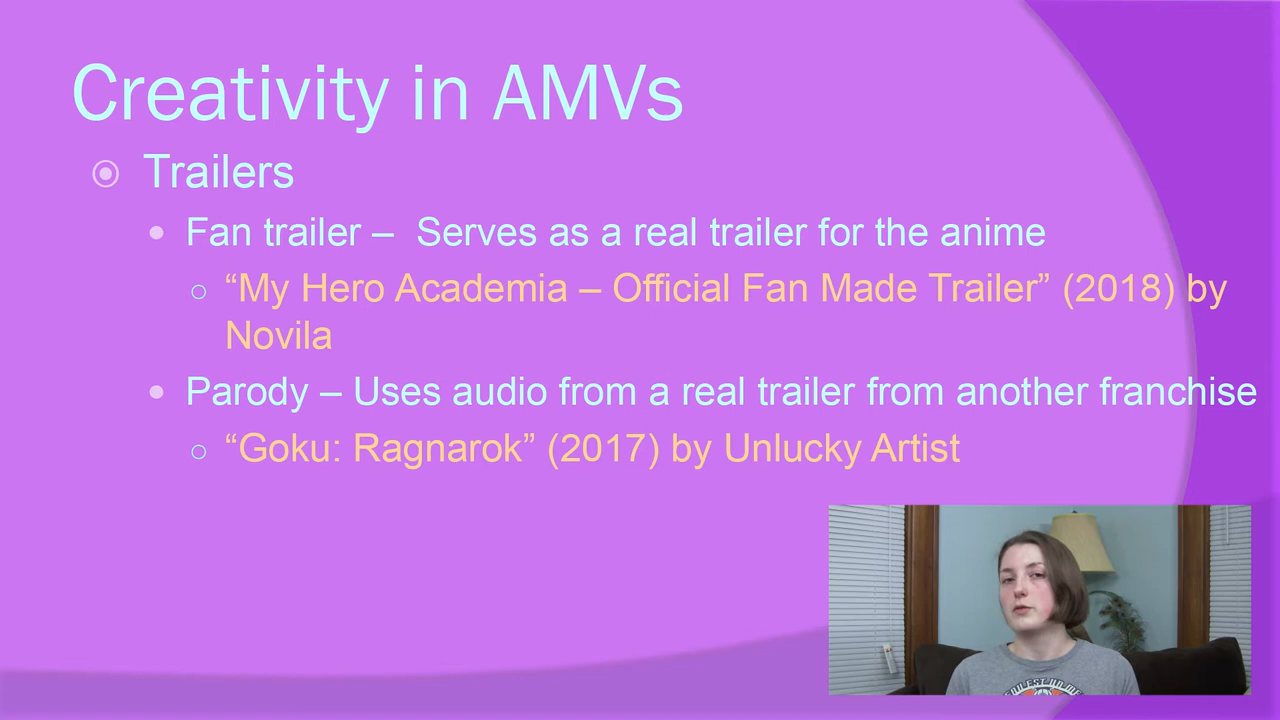 Creativity in AMVs
Trailers
Fan trailer – Serves as a real trailer for the anime
“My Hero Academia – Official Fan Made Trailer” (2018) by
Novila
Parody – Uses audio from a real trailer from another franchise
“Goku: Ragnarok” (2017) by Unlucky Artist